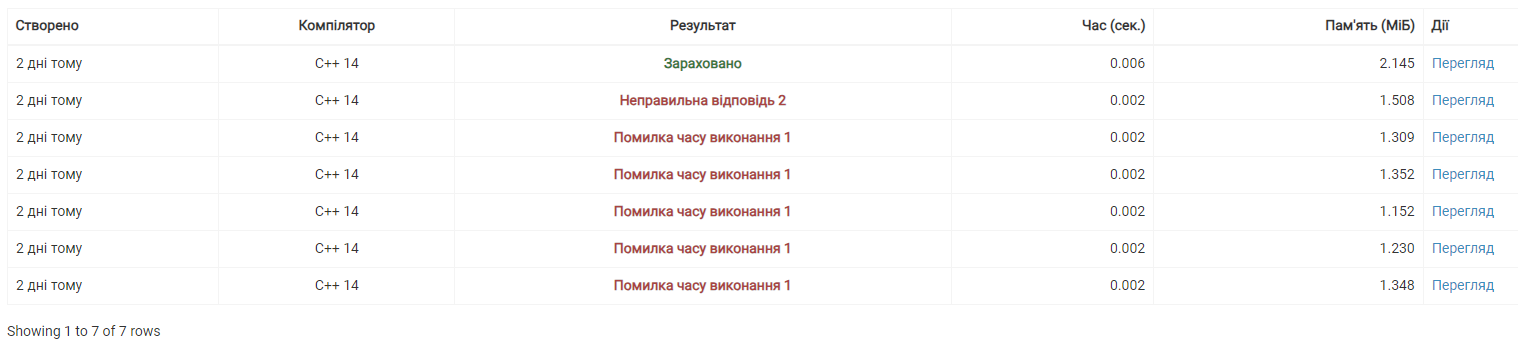 Створено Компілятор Результат Час (сек.) Пам'ять (МіБ) Дії
2 дні тому C++ 14 Зараховано 0.006 2.145 Перегляд
2 дні тому C++ 14 Неправильна відповідь 2 0.002 1.508 Перегляд
2 дні тому C++ 14 Помилка часу виконання 1 0.002 1.309 Перегляд
2 дні тому C++ 14 Помилка часу виконання 1 0.002 1.352 Перегляд
2 дні тому C++ 14 Помилка часу виконання 1 0.002 1.152 Перегляд
2 дні тому C++ 14 Помилка часу виконання 1 0.002 1.230 Перегляд
2 дні тому C++ 14 Помилка часу виконання 1 0.002 1.348 Перегляд
Showing 1 to 7 of 7 rows